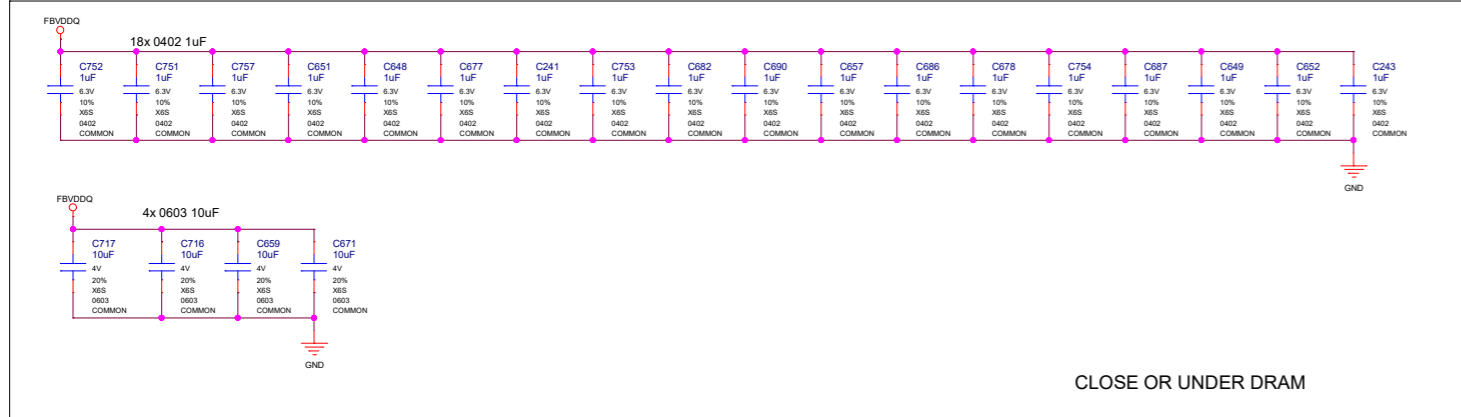 FBVDDQ
18x 0402 1uF
C752 C751 C757 C651 C648 C677 C241 C753 C682 C690 C657 C686 C678 C754 C687 C649 C652 C243
1uF 1uF 1uF 1uF 1uF 1uF 1uF 1uF 1uF 1uF 1uF 1uF 1uF 1uF 1uF 1uF 1uF 1uF
6.3V 6.3V 6.3V 6.3V 6.3V 6.3V 6.3V 6.3V 6.3V 6.3V 6.3V 6.3V 6.3V 6.3V 6.3V 6.3V 6.3V 6.3V
10% 10% 10% 10% 10% 10% 10% 10% 10% 10% 10% 10% 10% 10% 10% 10% 10% 10%
X6S X6S X6S X6S X6S X6S X6S X6S X6S X6S X6S X6S X6S X6S X6S X6S X6S X6S
0402 0402 0402 0402 0402 0402 0402 0402 0402 0402 0402 0402 0402 0402 0402 0402 0402 0402
COMMON COMMON COMMON COMMON COMMON COMMON COMMON COMMON COMMON COMMON COMMON COMMON COMMON COMMON COMMON COMMON COMMON COMMON
GND
FBVDDQ
4x 0603 10uF
C717 C716 C659 C671
10uF 10uF 10uF 10uF
4V 4V 4V 4V
20% 20% 20% 20%
X6S X6S X6S X6S
0603 0603 0603 0603
COMMON COMMON COMMON COMMON
GND
CLOSE OR UNDER DRAM